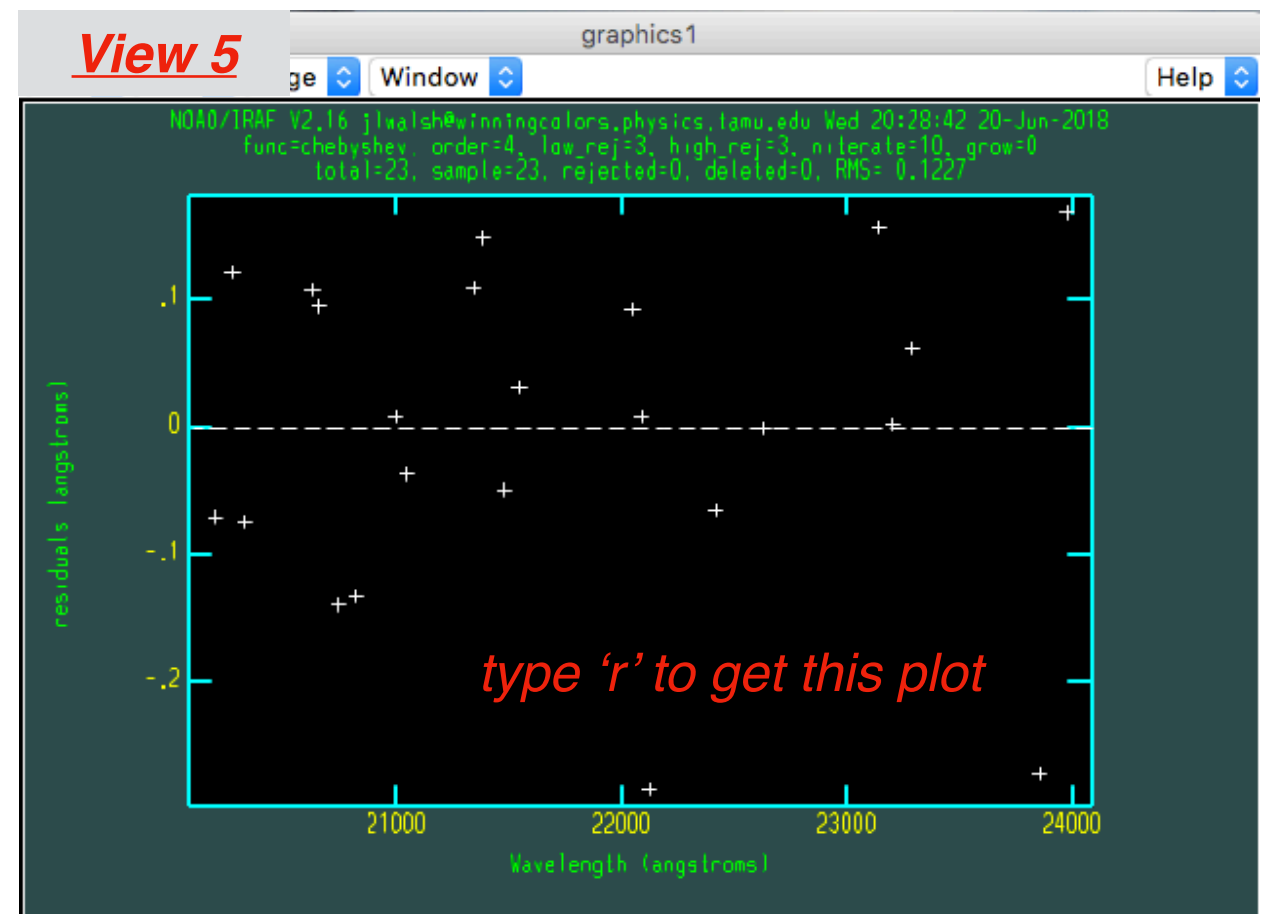 View 5
graphics1
ge Window Help
NOAO/IRAF V2.16 jlwalsh@winningcolors.physics.tamu.edu Wed 20:28:42 20-Jun-2018
func=chebyshev, order=4, low_rej=3, high_rej=3, niterate=10, grow=0
total=23, sample=23, rejected=0, deleted=0, RMS= 0.1227
.1
0
-.1
-.2
residuals (angstroms)
type ‘r’ to get this plot
21000 22000 23000 24000
Wavelength (angstroms)